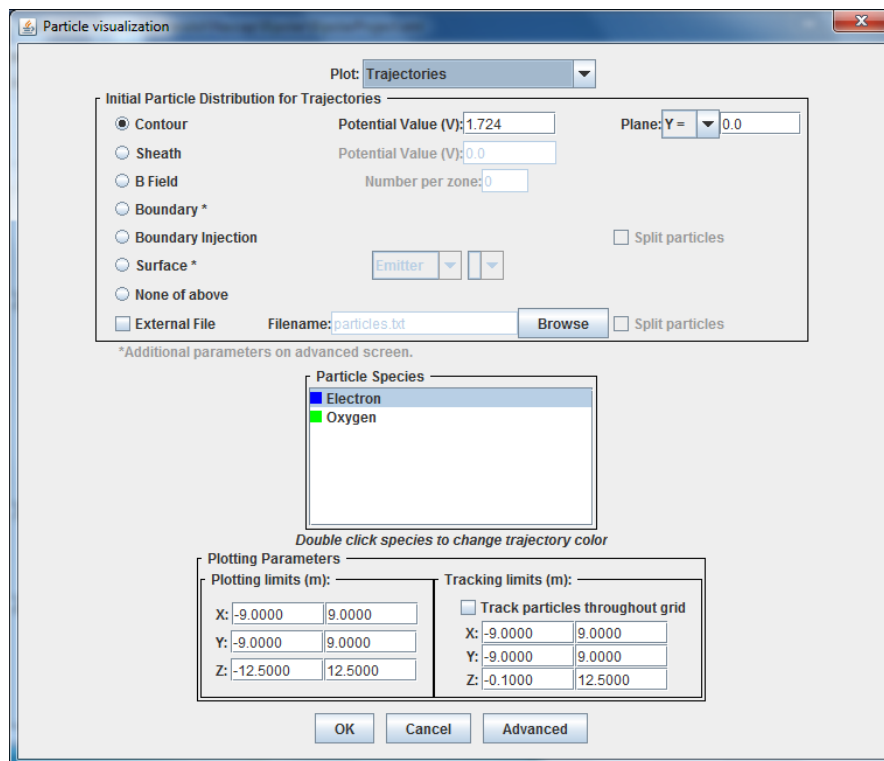 Particle visualization
Plot: Trajectories
Initial Particle Distribution for Trajectories
Contour Potential Value (V): 1.724 Plane: Y = 0.0
Sheath Potential Value (V): 0.0
B Field Number per zone: 0
Boundary *
Boundary Injection Split particles
Surface * Emitter
None of above
External File Filename: particles.txt Browse Split particles
*Additional parameters on advanced screen.
Particle Species
Electron
Oxygen
Double click species to change trajectory color
Plotting Parameters
Plotting limits (m): Tracking limits (m):
Track particles throughout grid
X: -9.0000 9.0000 X: -9.0000 9.0000
Y: -9.0000 9.0000 Y: -9.0000 9.0000
Z: -12.5000 12.5000 Z: -0.1000 12.5000
OK Cancel Advanced